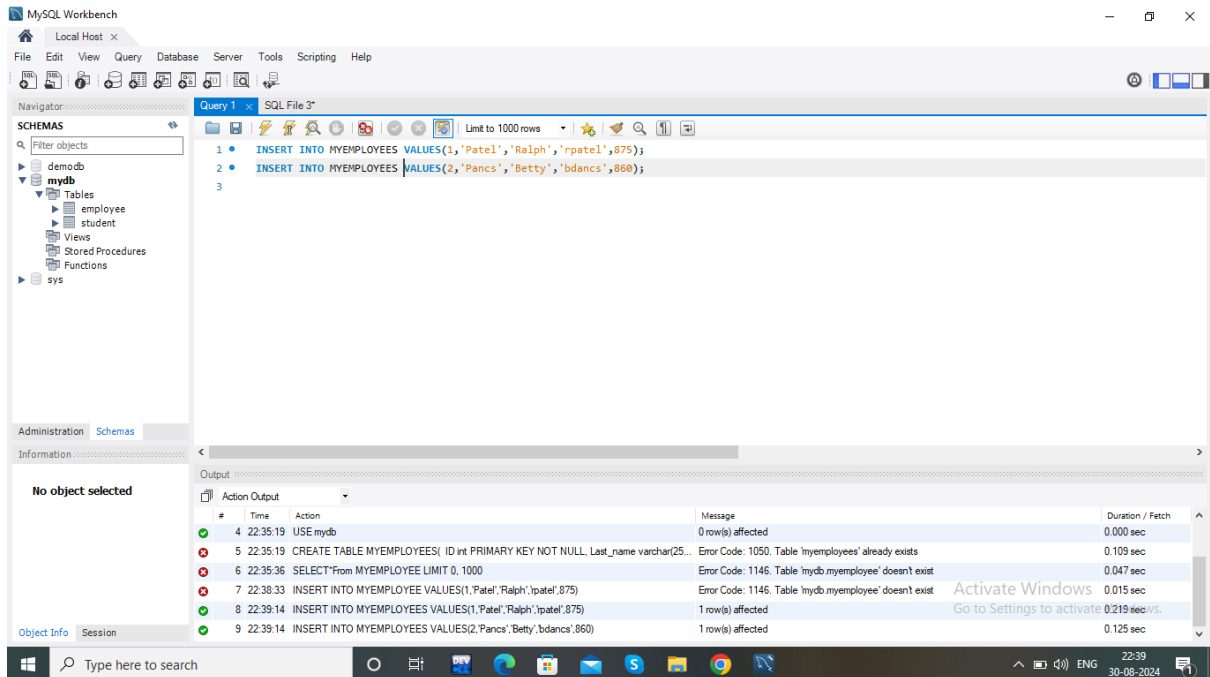 MySQL Workbench
Local Host
File Edit View Query Database Server Tools Scripting Help
Navigator
Query 1 SQL File 3*
SCHEMAS
Limit to 1000 rows
Filter objects
1 INSERT INTO MYEMPLOYEES VALUES(1,'Patel','Ralph','rpatel',875);
2 INSERT INTO MYEMPLOYEES VALUES(2,'Pancs','Betty','bdancs',860);
3
demodb
mydb
Tables
employee
student
Views
Stored Procedures
Functions
sys
Administration Schemas
Information
No object selected
Output
Action Output
# Time Action Message Duration / Fetch
4 22:35:19 USE mydb 0 row(s) affected 0.000 sec
5 22:35:19 CREATE TABLE MYEMPLOYEES( ID int PRIMARY KEY NOT NULL, Last_name varchar(25... Error Code: 1050. Table 'myemployees' already exists 0.109 sec
6 22:35:36 SELECT*From MYEMPLOYEE LIMIT 0, 1000 Error Code: 1146. Table 'mydb.myemployee' doesn't exist 0.047 sec
7 22:38:33 INSERT INTO MYEMPLOYEE VALUES(1,'Patel','Ralph','rpatel',875) Error Code: 1146. Table 'mydb.myemployee' doesn't exist 0.015 sec
8 22:39:14 INSERT INTO MYEMPLOYEES VALUES(1,'Patel','Ralph','rpatel',875) 1 row(s) affected 0.219 sec
9 22:39:14 INSERT INTO MYEMPLOYEES VALUES(2,'Pancs','Betty','bdancs',860) 1 row(s) affected 0.125 sec
Activate Windows
Go to Settings to activate Windows.
Object Info Session
Type here to search
DEV
S
ENG
22:39
30-08-2024
1